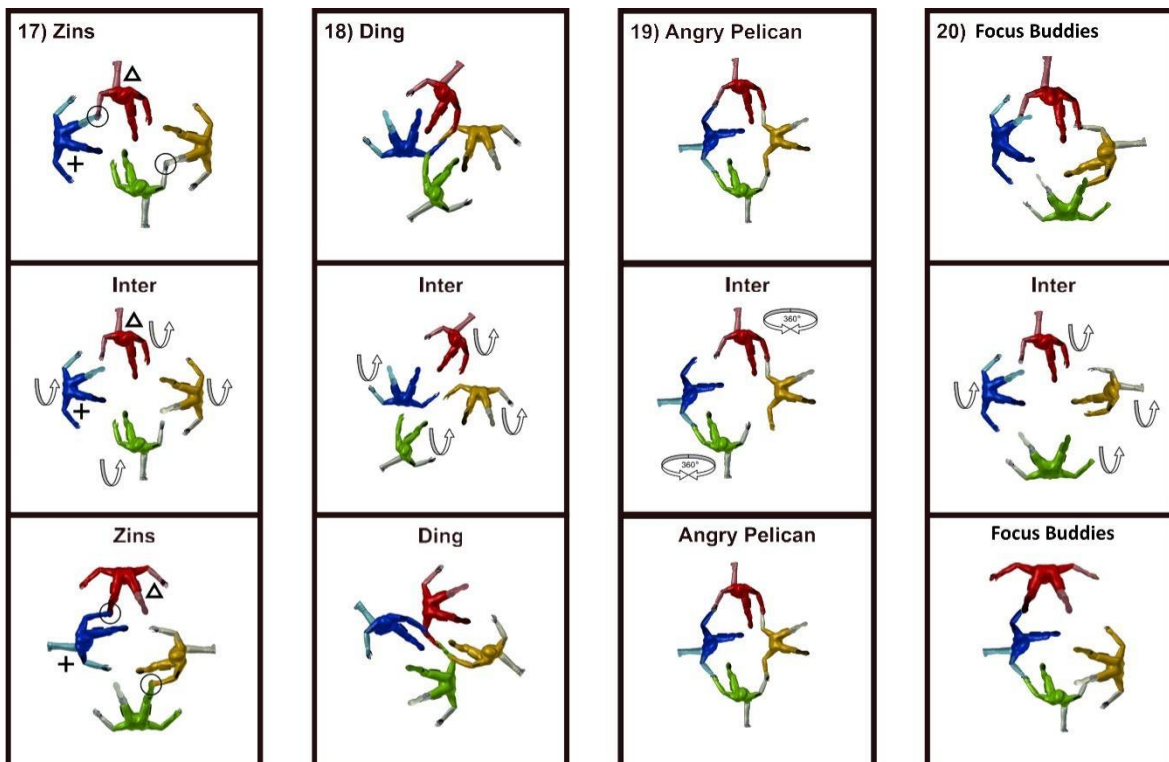 17) Zins
18) Ding
19) Angry Pelican
20) Focus Buddies
Inter
Inter
Inter
Inter
360°
360°
Zins
Ding
Angry Pelican
Focus Buddies